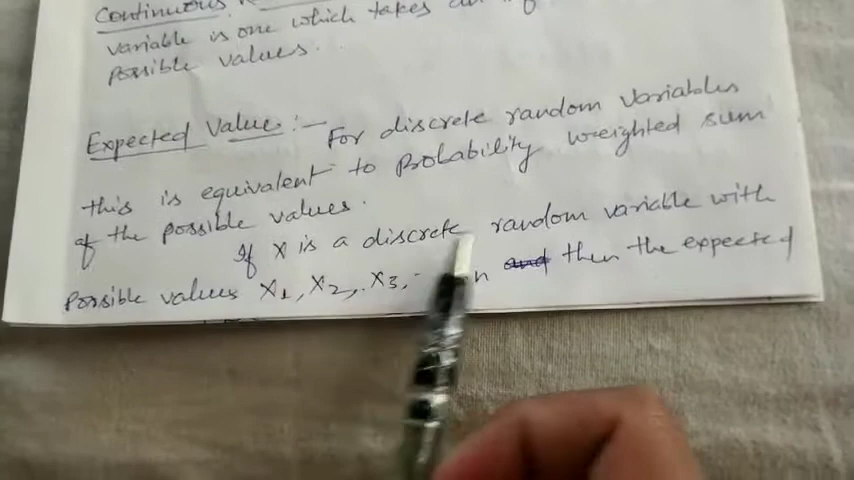 Continuous
variable is one which takes
possible values.
Expected Value :- For discrete random variables
this is equivalent to Probability weighted sum
of the possible values.
If X is a discrete random variable with
Possible values X1, X2, X3, - n then the expected